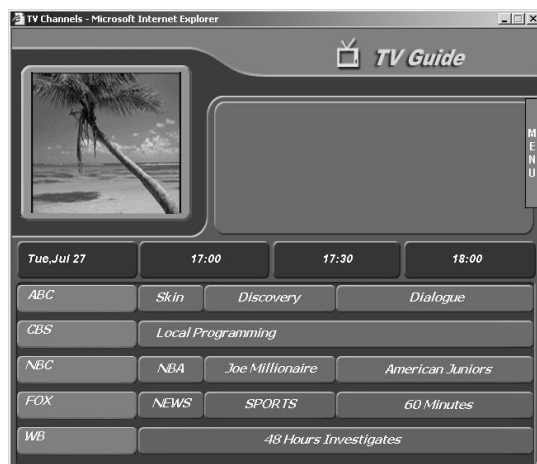 TV Channels - Microsoft Internet Explorer
TV Guide
MENU
Tue,Jul 27 17:00 17:30 18:00
ABC Skin Discovery Dialogue
CBS Local Programming
NBC NBA Joe Millionaire American Juniors
FOX NEWS SPORTS 60 Minutes
WB 48 Hours Investigates